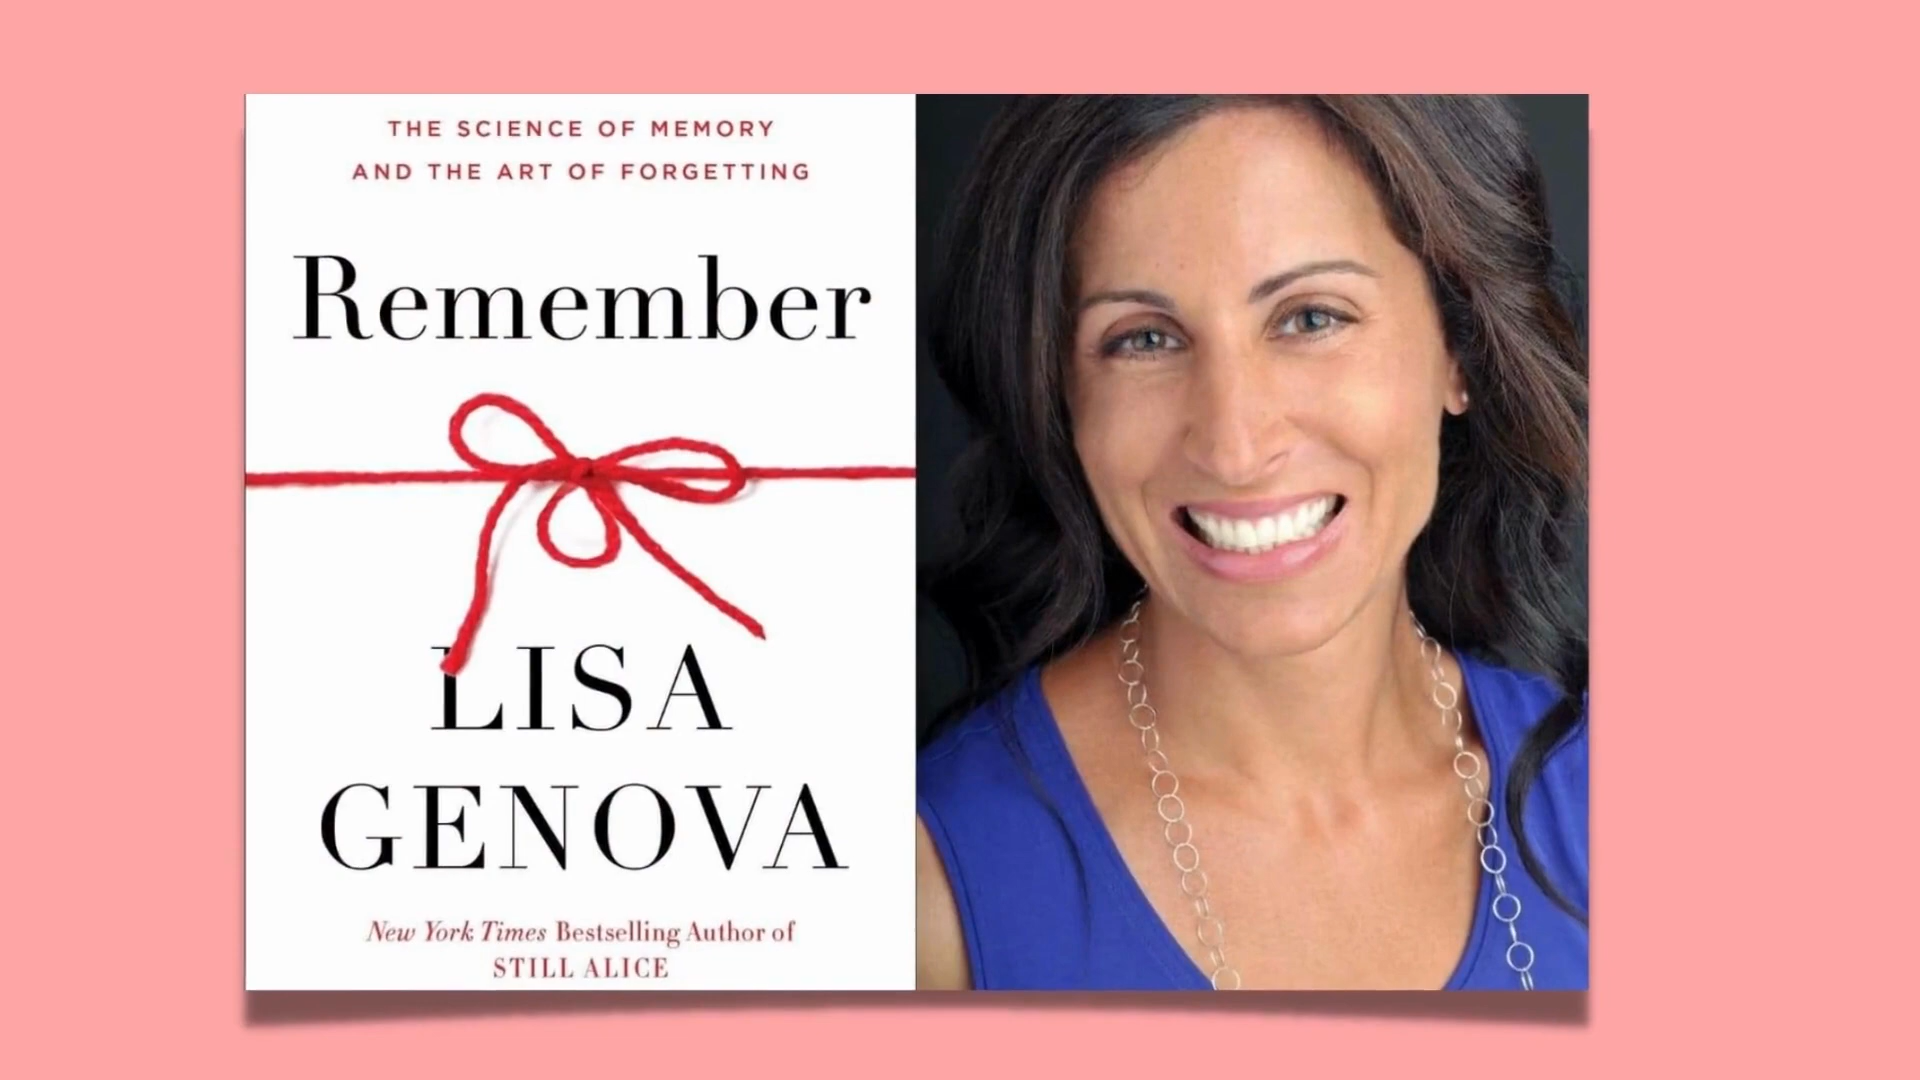 THE SCIENCE OF MEMORY
AND THE ART OF FORGETTING
Remember
LISA
GENOVA
New York Times Bestselling Author of
STILL ALICE